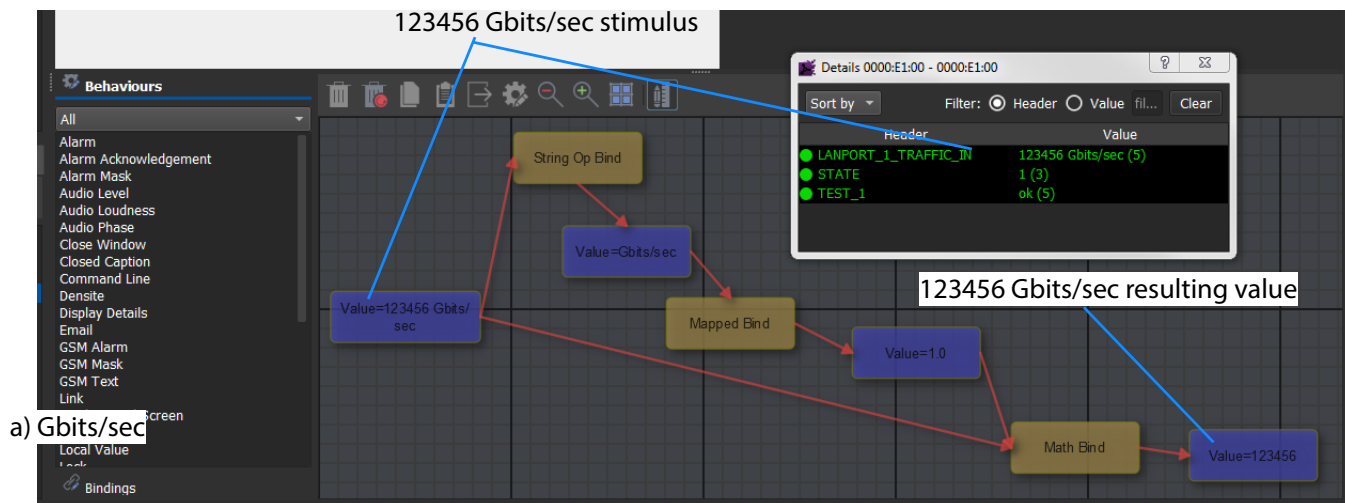 123456 Gbits/sec stimulus
Behaviours
All
Alarm
Alarm Acknowledgement
Alarm Mask
Audio Level
Audio Loudness
Audio Phase
Close Window
Closed Caption
Command Line
Densite
Display Details
Email
GSM Alarm
GSM Mask
GSM Text
Link
Screen
a) Gbits/sec
Local Value
Bindings
String Op Bind
Value=Gbits/sec
Value=123456 Gbits/
sec
Mapped Bind
Value=1.0
Math Bind
Value=123456
Details 0000:E1:00 - 0000:E1:00
Sort by Filter: Header Value fil... Clear
Header Value
LANPORT_1_TRAFFIC_IN 123456 Gbits/sec (5)
STATE 1 (3)
TEST_1 ok (5)
123456 Gbits/sec resulting value